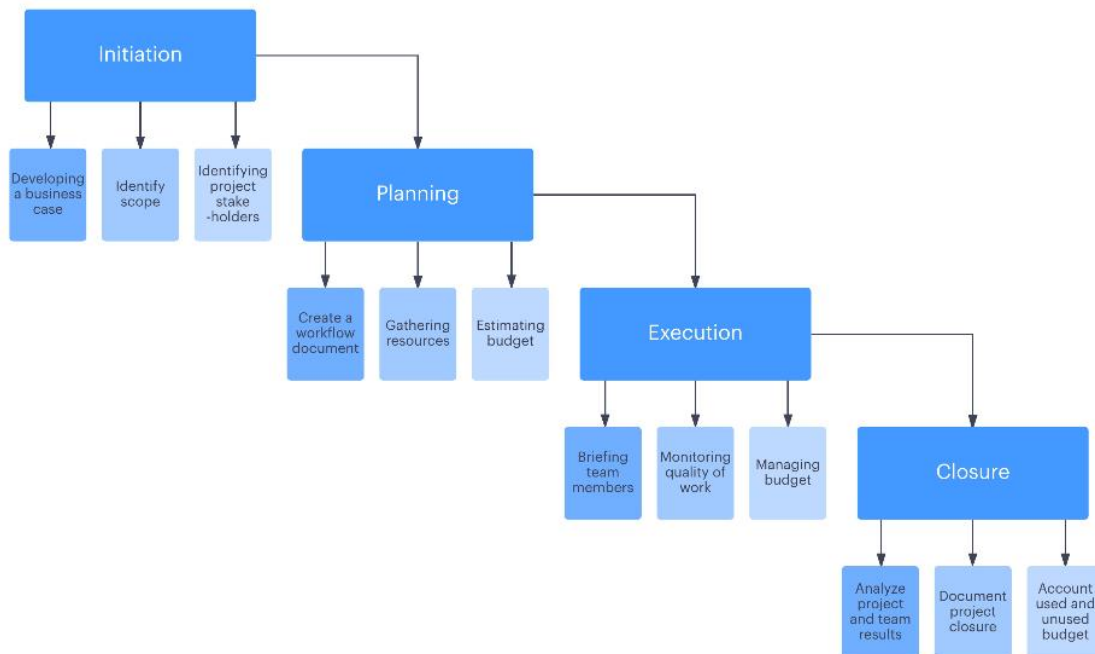 Initiation
Developing
a business
case
Identify
scope
Identifying
project
stake
-holders
Planning
Create a
workflow
document
Gathering
resources
Estimating
budget
Execution
Briefing
team
members
Monitoring
quality of
work
Managing
budget
Closure
Analyze
project
and team
results
Document
project
closure
Account
used and
unused
budget